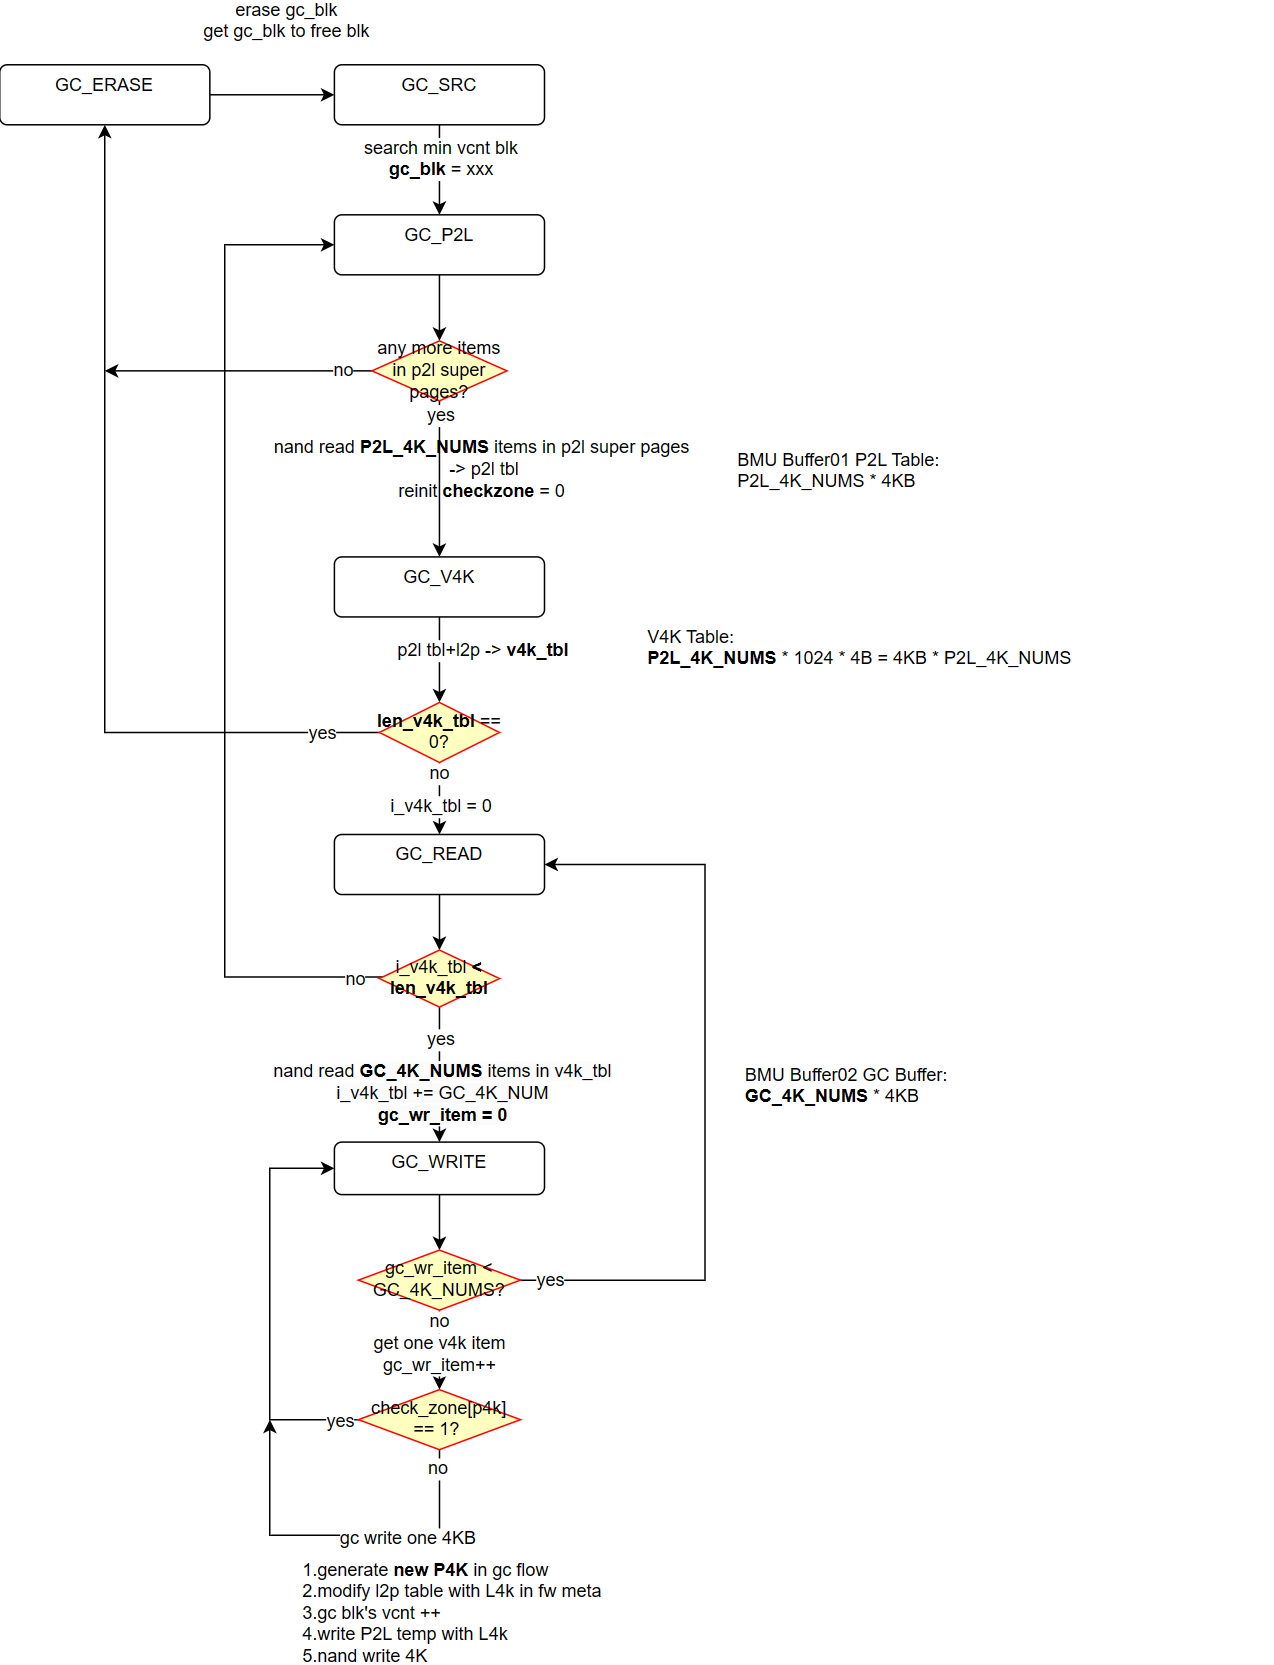 erase gc_blk
get gc_blk to free blk
GC_ERASE
GC_SRC
search min vcnt blk
gc_blk = xxx
GC_P2L
any more items
in p2l super
pages?
no
yes
nand read P2L_4K_NUMS items in p2l super pages
-> p2l tbl
reinit checkzone = 0
BMU Buffer01 P2L Table:
P2L_4K_NUMS * 4KB
GC_V4K
p2l tbl+l2p -> v4k_tbl
V4K Table:
P2L_4K_NUMS * 1024 * 4B = 4KB * P2L_4K_NUMS
len_v4k_tbl ==
0?
yes
no
i_v4k_tbl = 0
GC_READ
i_v4k_tbl <
len_v4k_tbl
no
yes
nand read GC_4K_NUMS items in v4k_tbl
i_v4k_tbl += GC_4K_NUM
gc_wr_item = 0
BMU Buffer02 GC Buffer:
GC_4K_NUMS * 4KB
GC_WRITE
gc_wr_item <
GC_4K_NUMS?
yes
no
get one v4k item
gc_wr_item++
check_zone[p4k]
== 1?
yes
no
gc write one 4KB
1.generate new P4K in gc flow
2.modify l2p table with L4k in fw meta
3.gc blk's vcnt ++
4.write P2L temp with L4k
5.nand write 4K